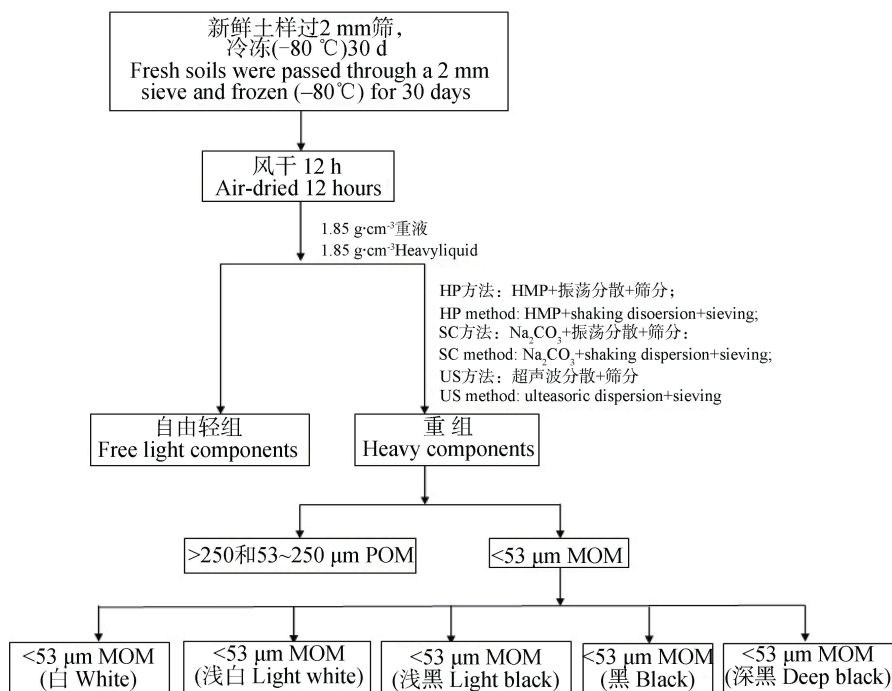 新鲜土样过2 mm筛，
冷冻(−80 ℃)30 d
Fresh soils were passed through a 2 mm
sieve and frozen (−80℃) for 30 days
风干 12 h
Air-dried 12 hours
1.85 g·cm⁻³重液
1.85 g·cm⁻³Heavyliquid
HP方法：HMP+振荡分散+筛分；
HP method: HMP+shaking disoersion+sieving;
SC方法：Na₂CO₃+振荡分散+筛分：
SC method: Na₂CO₃+shaking dispersion+sieving;
US方法：超声波分散+筛分
US method: ulteasoric dispersion+sieving
自由轻组
Free light components
重 组
Heavy components
>250和53~250 μm POM
<53 μm MOM
<53 μm MOM
(白 White)
<53 μm MOM
(浅白 Light white)
<53 μm MOM
(浅黑 Light black)
<53 μm MOM
(黑 Black)
<53 μm MOM
(深黑 Deep black)